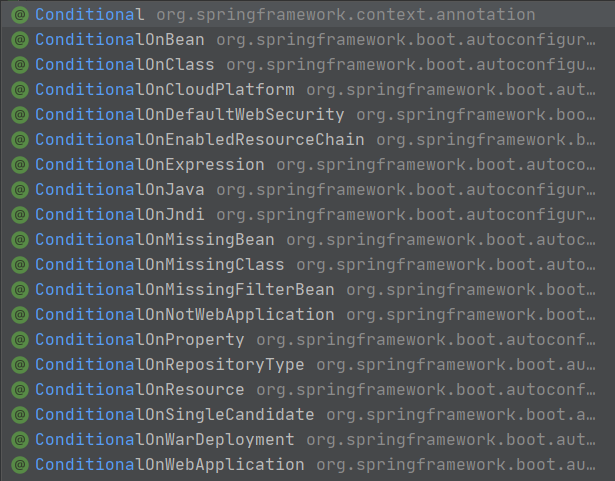 @ Conditional org.springframework.context.annotation
@ ConditionalOnBean org.springframework.boot.autoconfigur…
@ ConditionalOnClass org.springframework.boot.autoconfigu…
@ ConditionalOnCloudPlatform org.springframework.boot.aut…
@ ConditionalOnDefaultWebSecurity org.springframework.boo…
@ ConditionalOnEnabledResourceChain org.springframework.b…
@ ConditionalOnExpression org.springframework.boot.autoco…
@ ConditionalOnJava org.springframework.boot.autoconfigur…
@ ConditionalOnJndi org.springframework.boot.autoconfigur…
@ ConditionalOnMissingBean org.springframework.boot.autoc…
@ ConditionalOnMissingClass org.springframework.boot.auto…
@ ConditionalOnMissingFilterBean org.springframework.boot…
@ ConditionalOnNotWebApplication org.springframework.boot…
@ ConditionalOnProperty org.springframework.boot.autoconf…
@ ConditionalOnRepositoryType org.springframework.boot.au…
@ ConditionalOnResource org.springframework.boot.autoconf…
@ ConditionalOnSingleCandidate org.springframework.boot.a…
@ ConditionalOnWarDeployment org.springframework.boot.aut…
@ ConditionalOnWebApplication org.springframework.boot.au…